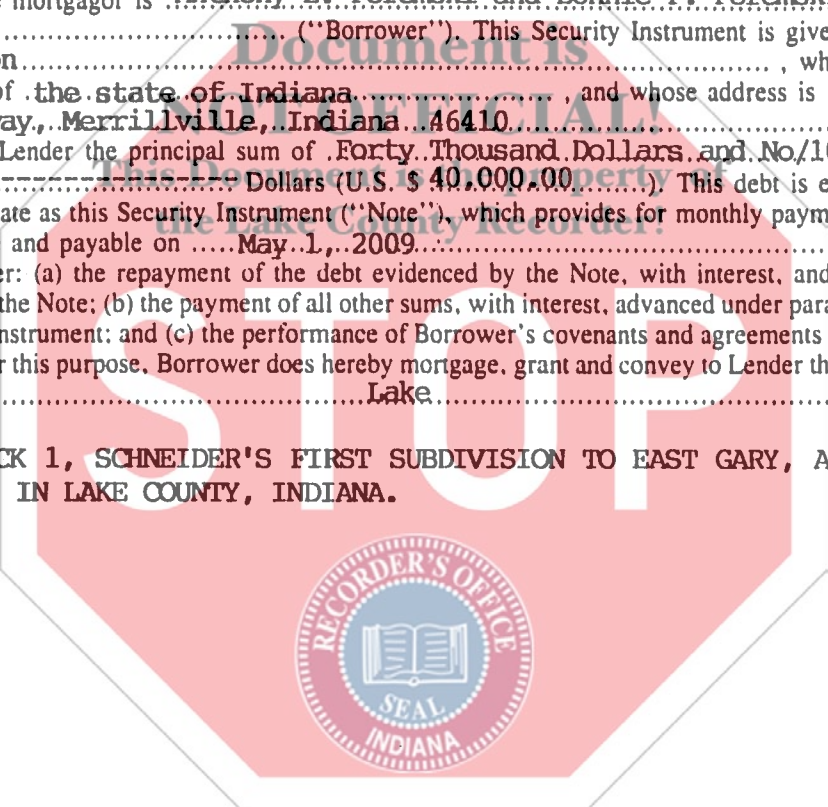 mortgagor is
("Borrower"). This Security Instrument is give
Document is
of the state of Indiana , and whose address is
NOT OFFICIAL!
ay, Merrillville, Indiana 46410
Lender the principal sum of Forty Thousand Dollars and No/10
This Document is the property of
Dollars (U.S. $ 40,000.00 ). This debt is e
ate as this Security Instrument ("Note"), which provides for monthly paym
the Lake County Recorder!
and payable on May 1, 2009
er: (a) the repayment of the debt evidenced by the Note, with interest, and
the Note; (b) the payment of all other sums, with interest, advanced under para
nstrument; and (c) the performance of Borrower's covenants and agreements
r this purpose, Borrower does hereby mortgage, grant and convey to Lender th
Lake
STOP
CK 1, SCHNEIDER'S FIRST SUBDIVISION TO EAST GARY, A
IN LAKE COUNTY, INDIANA.
RECORDER'S OFFICE
SEAL
INDIANA